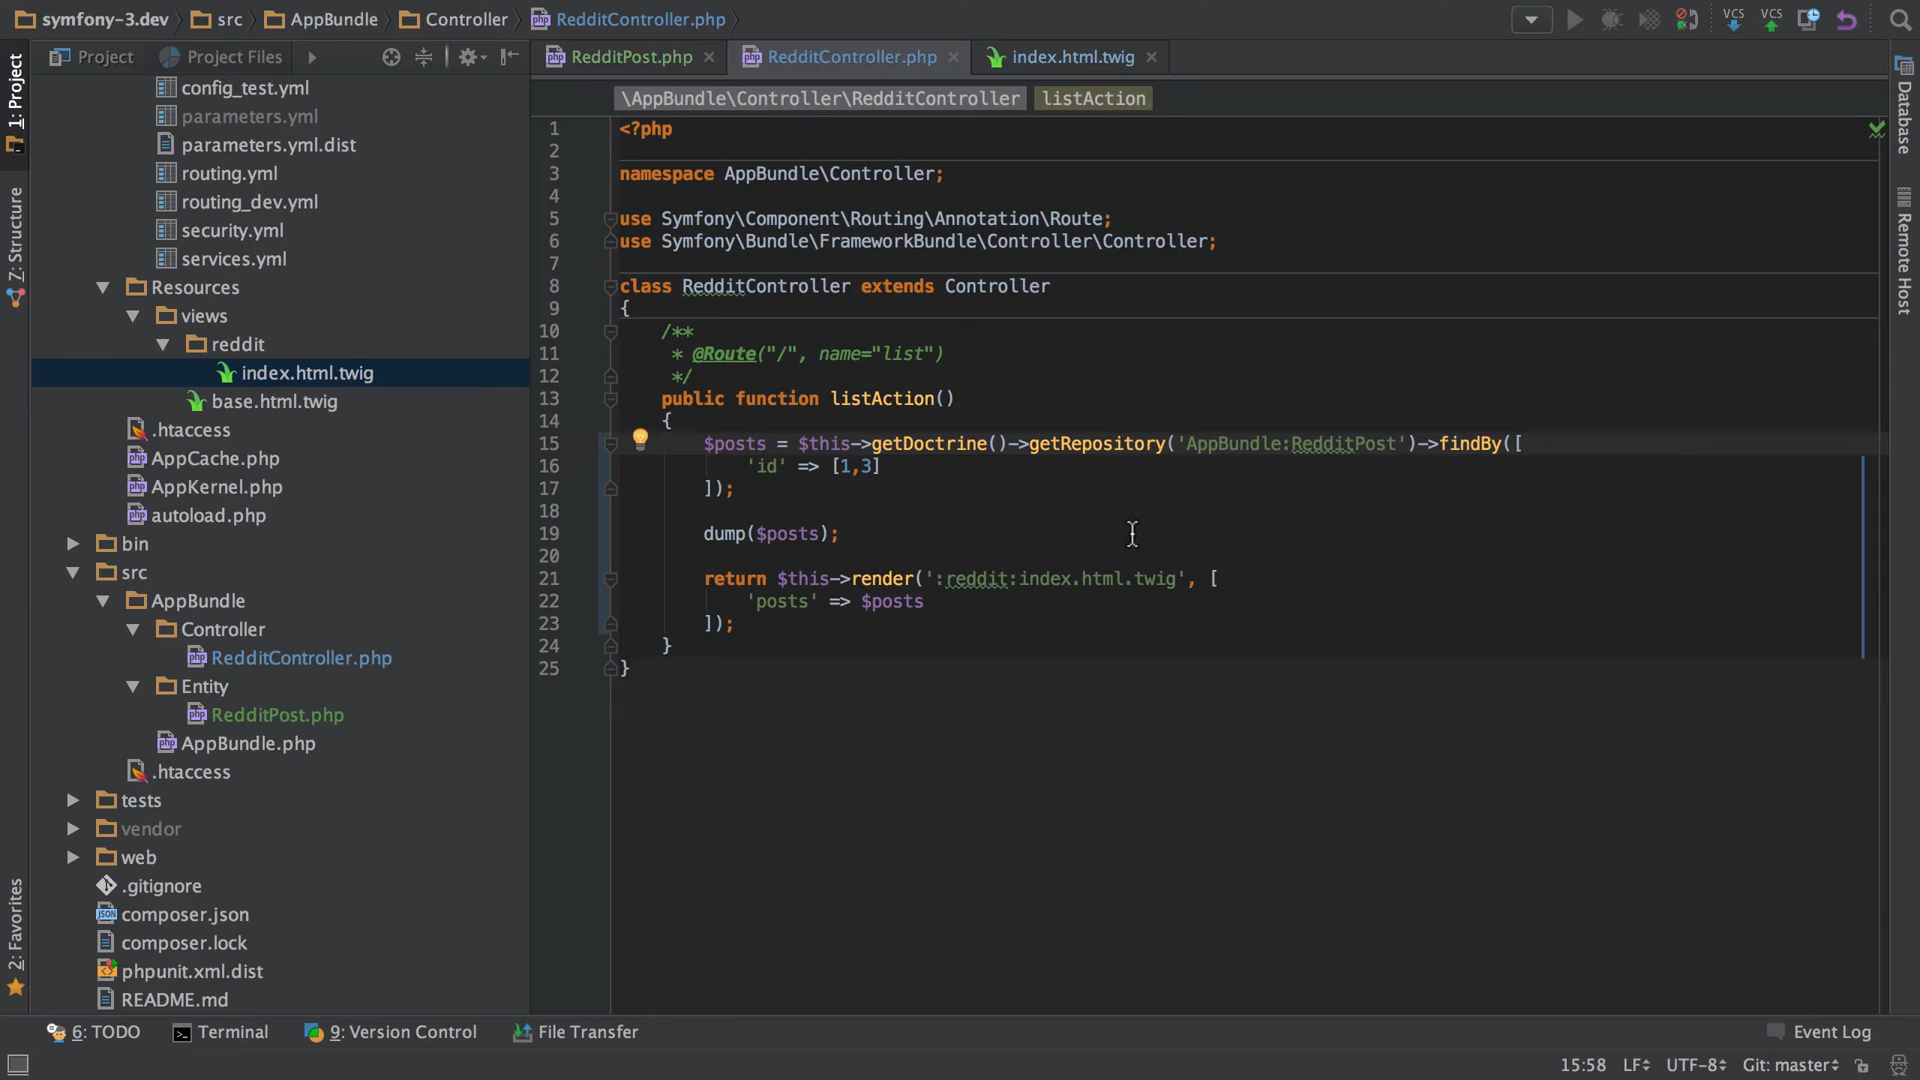 symfony-3.dev src AppBundle Controller RedditController.php
VCS VCS
Project Project Files
RedditPost.php RedditController.php index.html.twig
\AppBundle\Controller\RedditController listAction
1: Project
Z: Structure
2: Favorites
config_test.yml
parameters.yml
parameters.yml.dist
routing.yml
routing_dev.yml
security.yml
services.yml
Resources
views
reddit
index.html.twig
base.html.twig
.htaccess
AppCache.php
AppKernel.php
autoload.php
bin
src
AppBundle
Controller
RedditController.php
Entity
RedditPost.php
AppBundle.php
.htaccess
tests
vendor
web
.gitignore
composer.json
composer.lock
phpunit.xml.dist
README.md
1 <?php
2
3 namespace AppBundle\Controller;
4
5 use Symfony\Component\Routing\Annotation\Route;
6 use Symfony\Bundle\FrameworkBundle\Controller\Controller;
7
8 class RedditController extends Controller
9 {
10 /**
11 * @Route("/", name="list")
12 */
13 public function listAction()
14 {
15 $posts = $this->getDoctrine()->getRepository('AppBundle:RedditPost')->findBy([
16 'id' => [1,3]
17 ]);
18
19 dump($posts);
20
21 return $this->render(':reddit:index.html.twig', [
22 'posts' => $posts
23 ]);
24 }
25 }
Database
Remote Host
6: TODO Terminal 9: Version Control File Transfer Event Log
15:58 LF UTF-8 Git: master